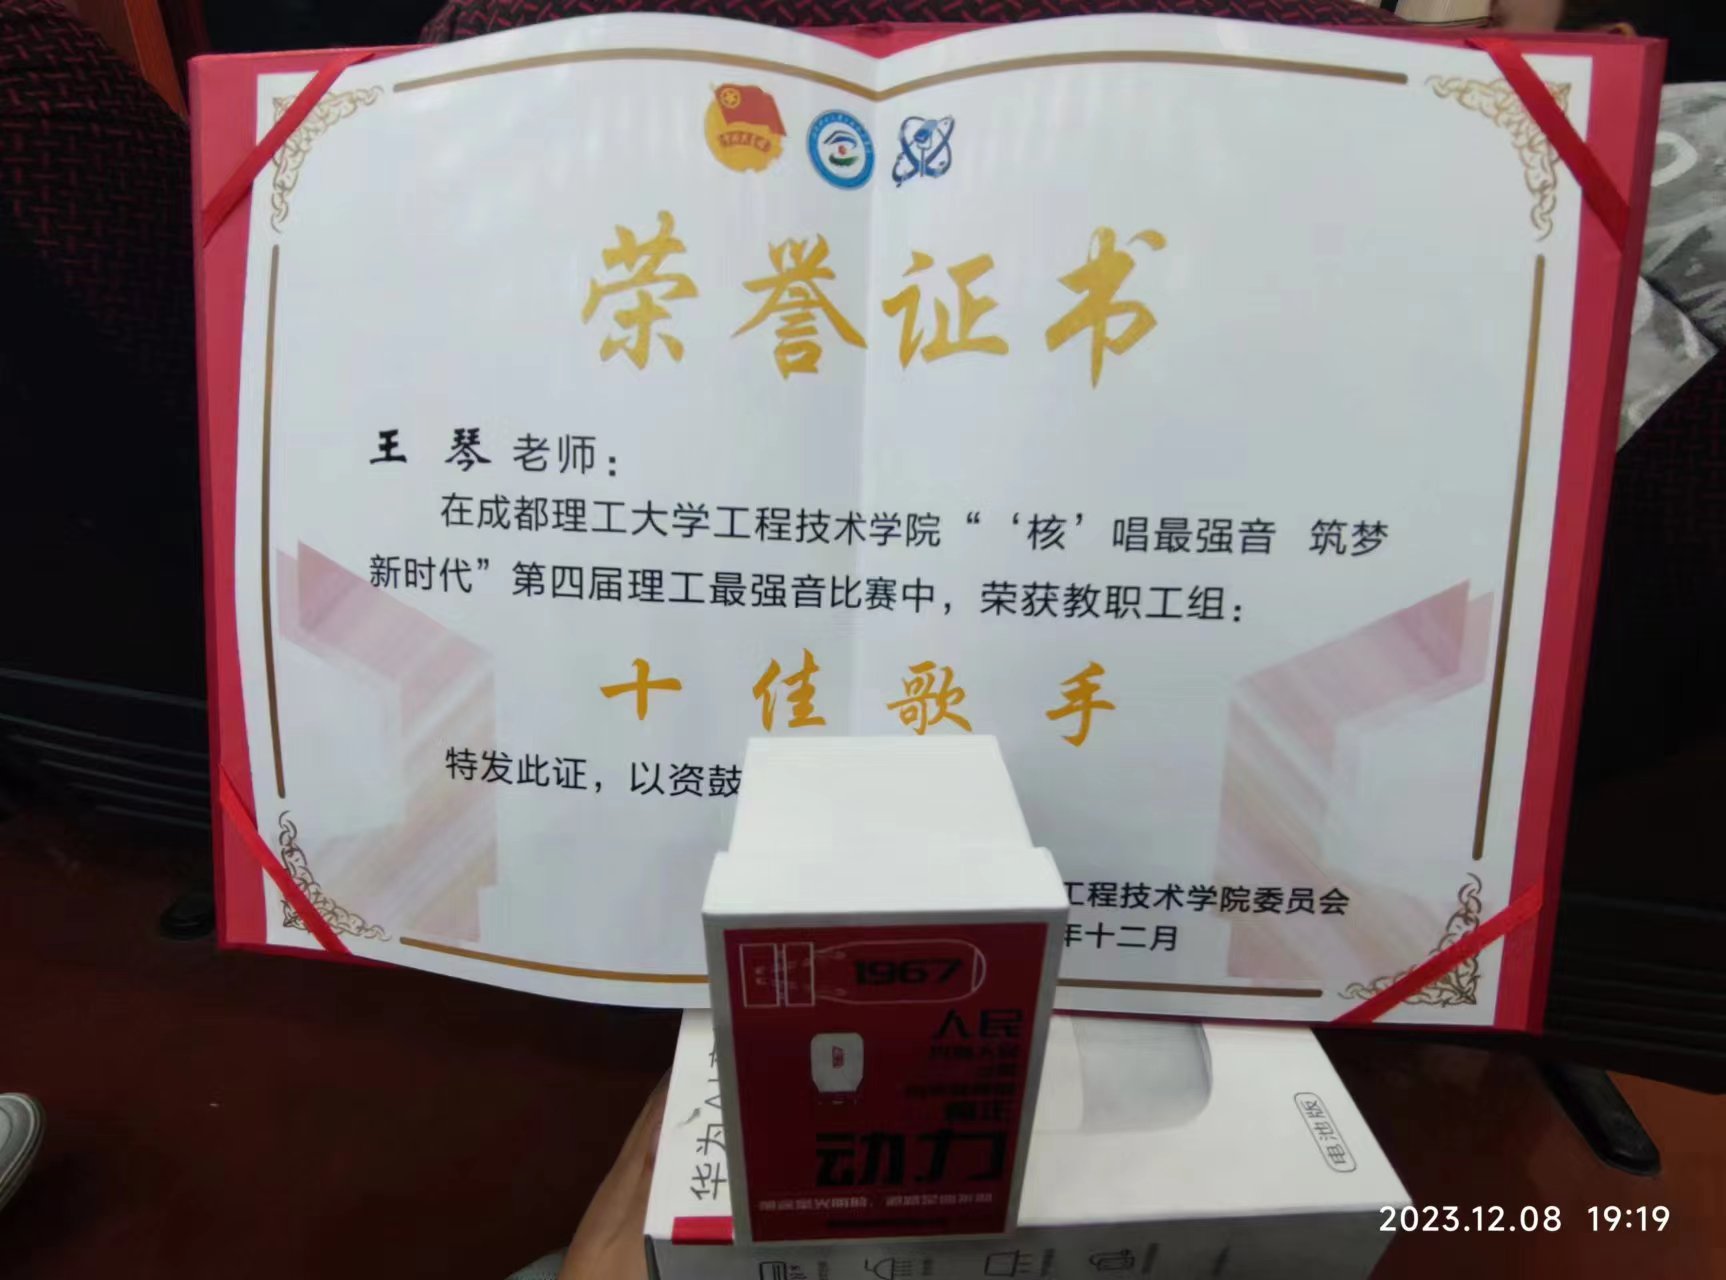 荣誉证书
王 琴 老师：
在成都理工大学工程技术学院“‘核’唱最强音 筑梦
新时代”第四届理工最强音比赛中，荣获教职工组：
十佳歌手
特发此证，以资鼓
工程技术学院委员会
年十二月
1967
人民
动力
华为AI
电池版
2023.12.08 19:19